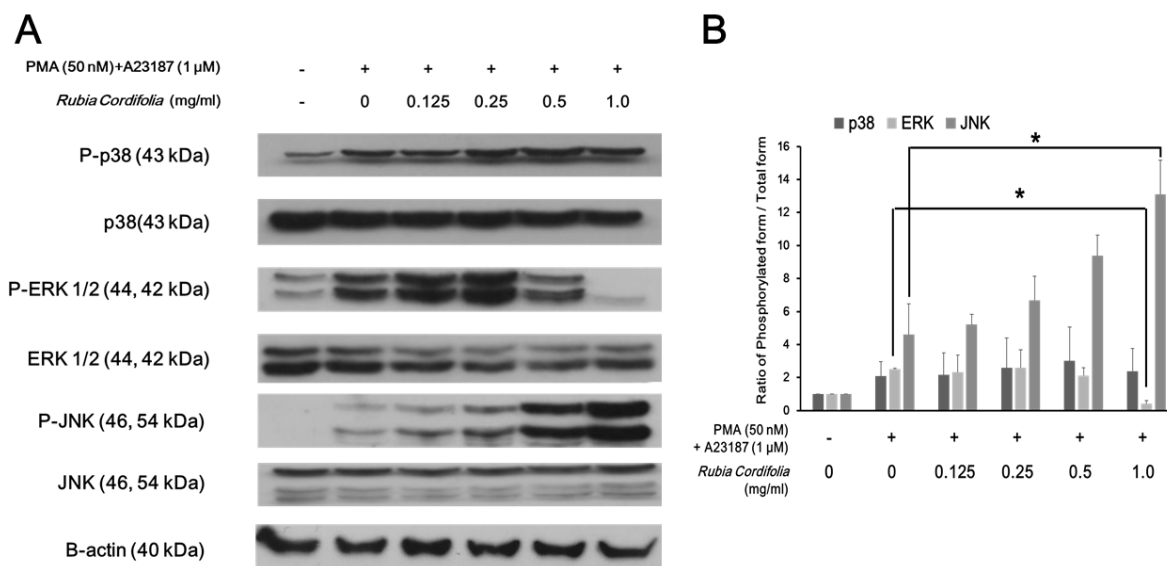 A
PMA (50 nM)+A23187 (1 µM) - + + + + +
Rubia Cordifolia (mg/ml) - 0 0.125 0.25 0.5 1.0
P-p38 (43 kDa)
p38(43 kDa)
P-ERK 1/2 (44, 42 kDa)
ERK 1/2 (44, 42 kDa)
P-JNK (46, 54 kDa)
JNK (46, 54 kDa)
B-actin (40 kDa)
B
p38 ERK JNK
Ratio of Phosphorylated form / Total form
16
14
12
10
8
6
4
2
0
*
*
PMA (50 nM)
+ A23187 (1 µM) - + + + + +
Rubia Cordifolia 0 0 0.125 0.25 0.5 1.0
(mg/ml)